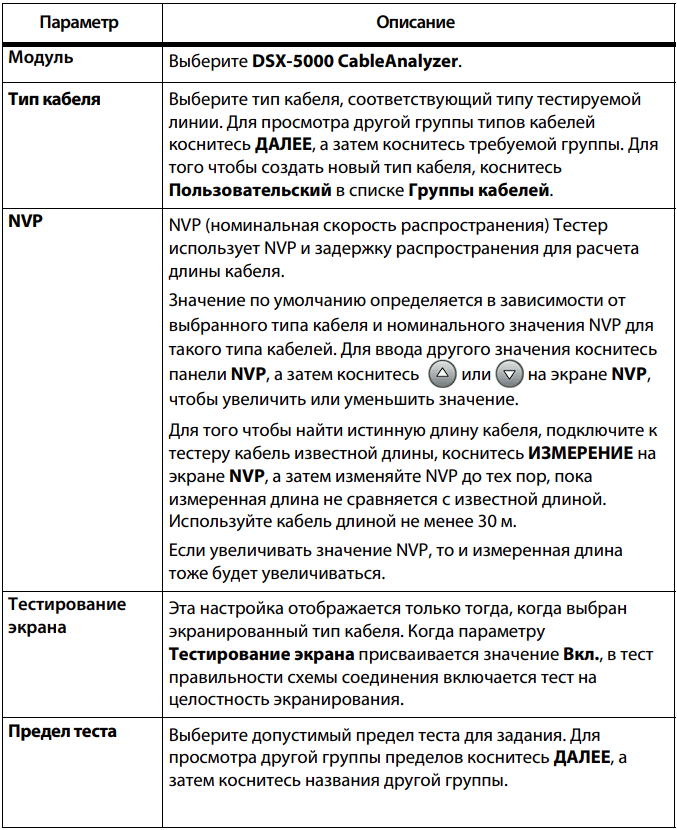 Параметр Описание
Модуль Выберите DSX-5000 CableAnalyzer.
Тип кабеля Выберите тип кабеля, соответствующий типу тестируемой
линии. Для просмотра другой группы типов кабелей
коснитесь ДАЛЕЕ, а затем коснитесь требуемой группы. Для
того чтобы создать новый тип кабеля, коснитесь
Пользовательский в списке Группы кабелей.
NVP NVP (номинальная скорость распространения) Тестер
использует NVP и задержку распространения для расчета
длины кабеля.
Значение по умолчанию определяется в зависимости от
выбранного типа кабеля и номинального значения NVP для
такого типа кабелей. Для ввода другого значения коснитесь
панели NVP, а затем коснитесь или на экране NVP,
чтобы увеличить или уменьшить значение.
Для того чтобы найти истинную длину кабеля, подключите к
тестеру кабель известной длины, коснитесь ИЗМЕРЕНИЕ на
экране NVP, а затем изменяйте NVP до тех пор, пока
измеренная длина не сравняется с известной длиной.
Используйте кабель длиной не менее 30 м.
Если увеличивать значение NVP, то и измеренная длина
тоже будет увеличиваться.
Тестирование
экрана
Эта настройка отображается только тогда, когда выбран
экранированный тип кабеля. Когда параметру
Тестирование экрана присваивается значение Вкл., в тест
правильности схемы соединения включается тест на
целостность экранирования.
Предел теста Выберите допустимый предел теста для задания. Для
просмотра другой группы пределов коснитесь ДАЛЕЕ, а
затем коснитесь названия другой группы.